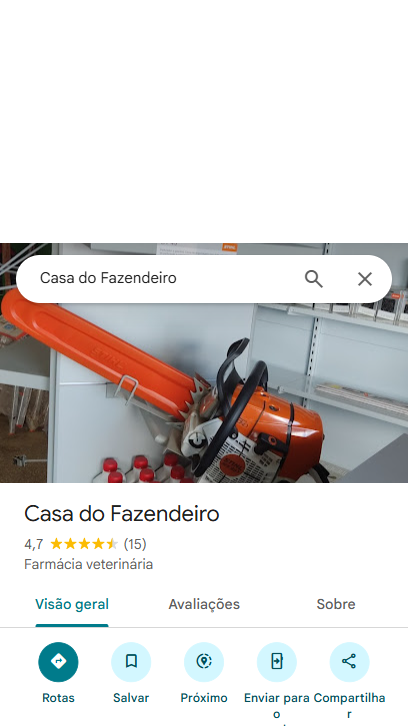 Casa do Fazendeiro
Casa do Fazendeiro
4,7 (15)
Farmácia veterinária
Visão geral Avaliações Sobre
Rotas Salvar Próximo Enviar para o Compartilhar